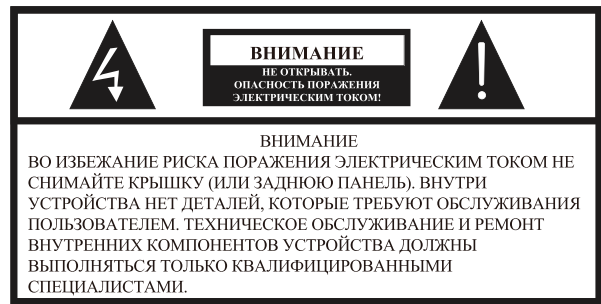 ВНИМАНИЕ
НЕ ОТКРЫВАТЬ.
ОПАСНОСТЬ ПОРАЖЕНИЯ
ЭЛЕКТРИЧЕСКИМ ТОКОМ!
ВНИМАНИЕ
ВО ИЗБЕЖАНИЕ РИСКА ПОРАЖЕНИЯ ЭЛЕКТРИЧЕСКИМ ТОКОМ НЕ
СНИМАЙТЕ КРЫШКУ (ИЛИ ЗАДНЮЮ ПАНЕЛЬ). ВНУТРИ
УСТРОЙСТВА НЕТ ДЕТАЛЕЙ, КОТОРЫЕ ТРЕБУЮТ ОБСЛУЖИВАНИЯ
ПОЛЬЗОВАТЕЛЕМ. ТЕХНИЧЕСКОЕ ОБСЛУЖИВАНИЕ И РЕМОНТ
ВНУТРЕННИХ КОМПОНЕНТОВ УСТРОЙСТВА ДОЛЖНЫ
ВЫПОЛНЯТЬСЯ ТОЛЬКО КВАЛИФИЦИРОВАННЫМИ
СПЕЦИАЛИСТАМИ.